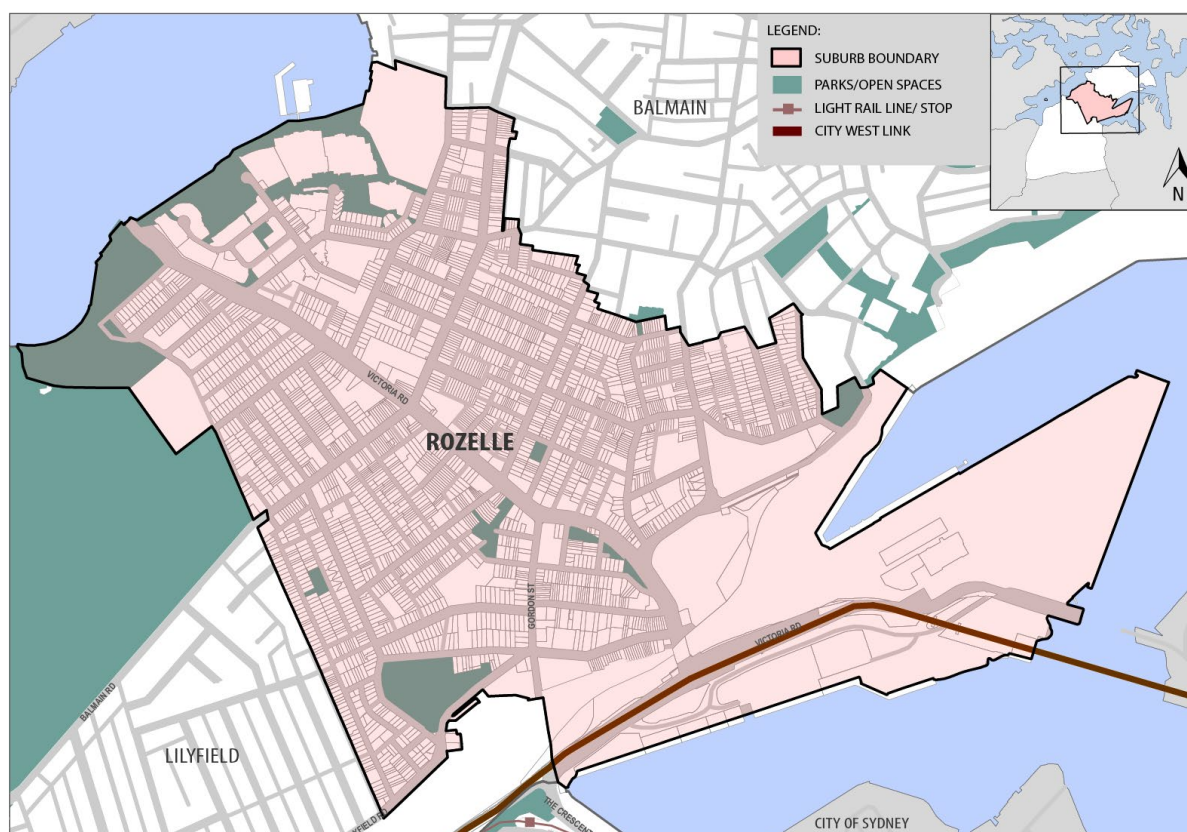 LEGEND:
SUBURB BOUNDARY
PARKS/OPEN SPACES
LIGHT RAIL LINE/ STOP
CITY WEST LINK
N
BALMAIN
VICTORIA RD
ROZELLE
GORDON ST
VICTORIA RD
BALMAIN RD
LILYFIELD
THE CRESCENT
CITY OF SYDNEY